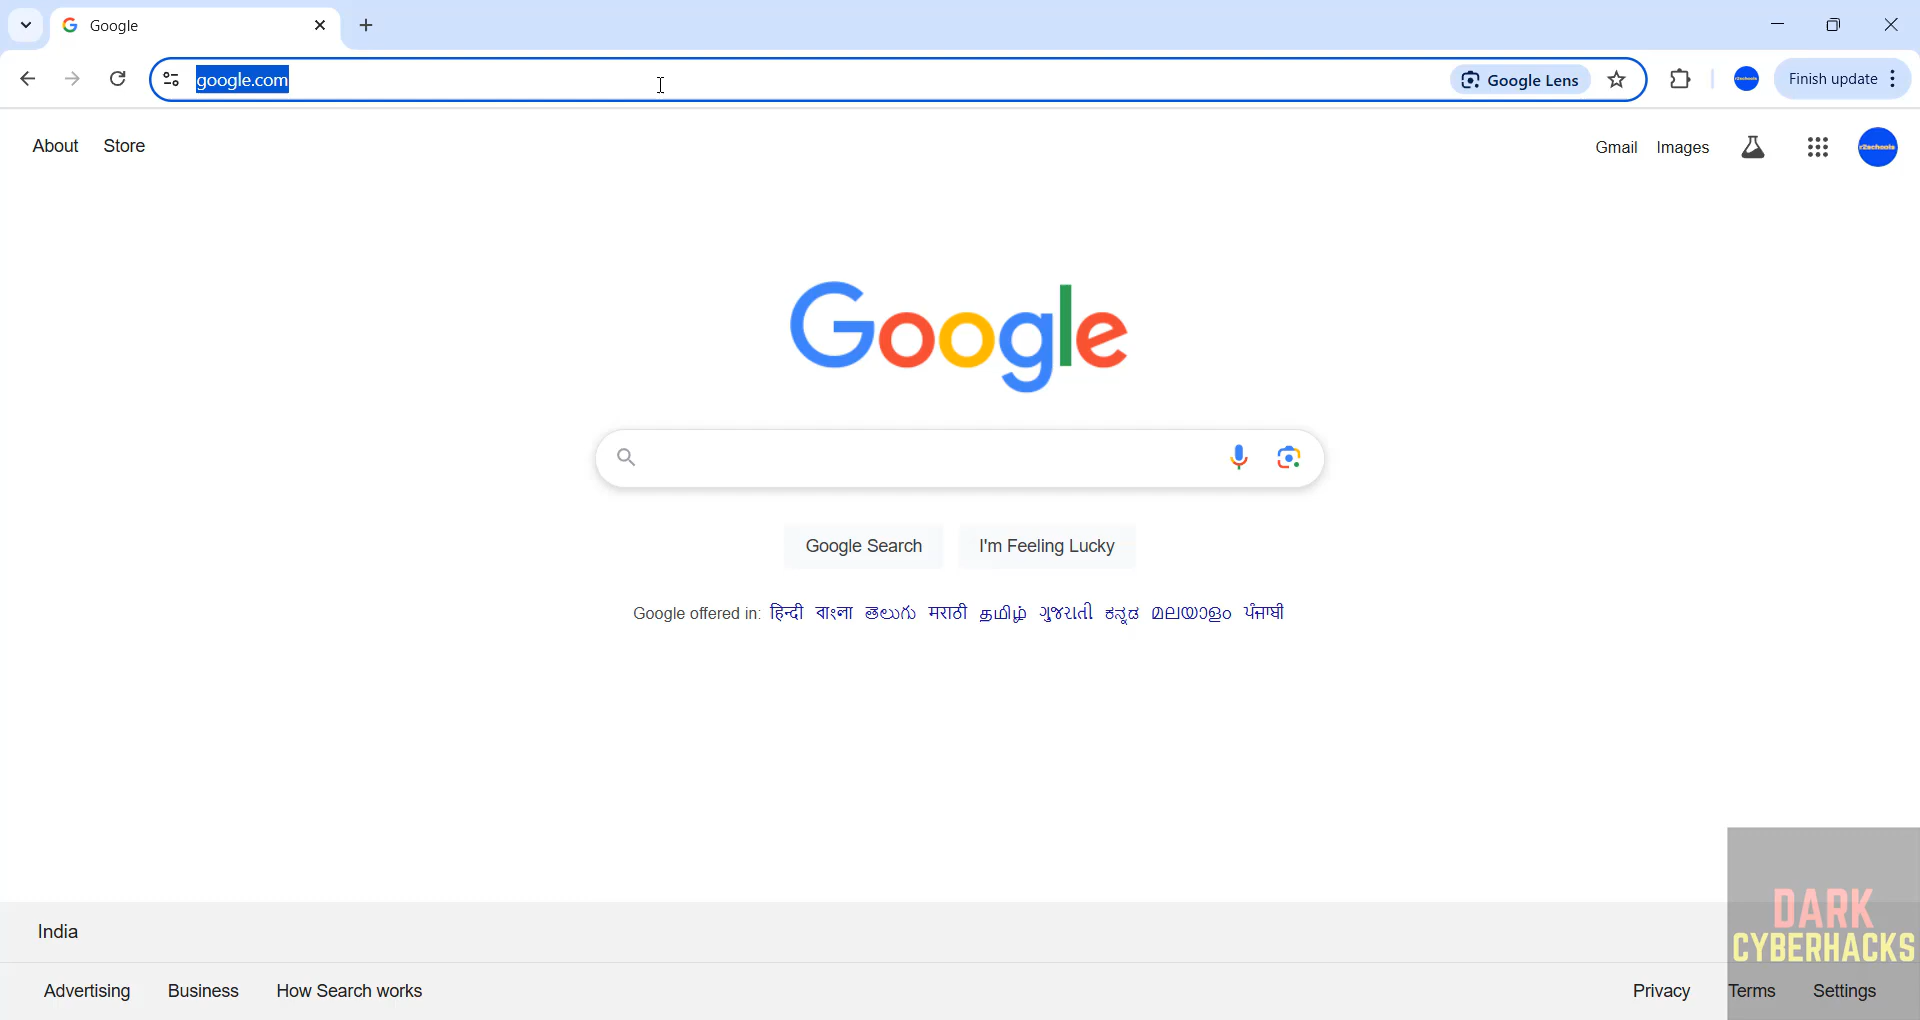 Google
google.com
Google Lens
Finish update
About Store
Gmail Images
r2schools
Google
Google Search I'm Feeling Lucky
Google offered in: हिन्दी বাংলা తెలుగు मराठी தமிழ் ગુજરાતી ಕನ್ನಡ മലയാളം ਪੰਜਾਬੀ
India
DARK
CYBERHACKS
Advertising Business How Search works
Privacy Terms Settings